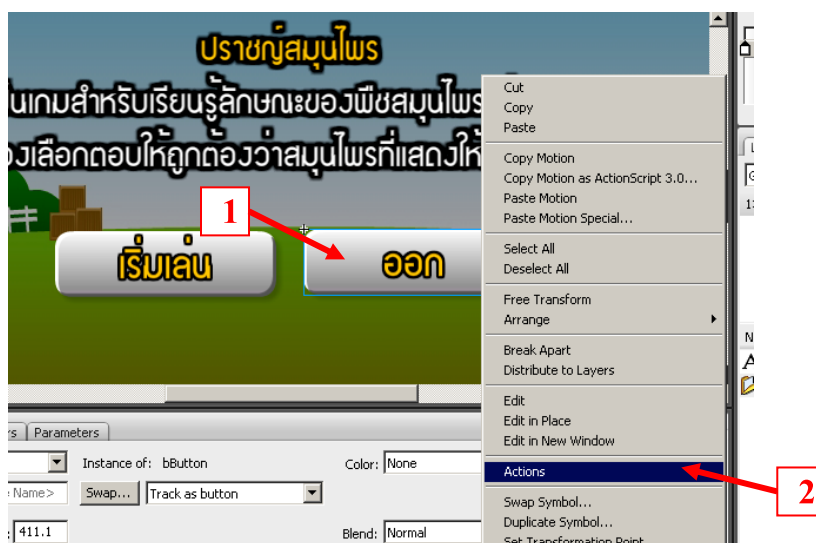 ปราชญ์สมุนไพร
นเกมสำหรับเรียนรู้ลักษณะของพืชสมุนไพร
งเลือกตอบให้ถูกต้องว่าสมุนไพรที่แสดงให้
1
เริ่มเล่น
ออก
Cut
Copy
Paste
Copy Motion
Copy Motion as ActionScript 3.0...
Paste Motion
Paste Motion Special...
Select All
Deselect All
Free Transform
Arrange
Break Apart
Distribute to Layers
Edit
Edit in Place
Edit in New Window
Actions
2
Swap Symbol...
Duplicate Symbol...
Set Transformation Point
rs Parameters
Instance of: bButton
Color: None
Name>
Swap...
Track as button
: 411.1
Blend: Normal